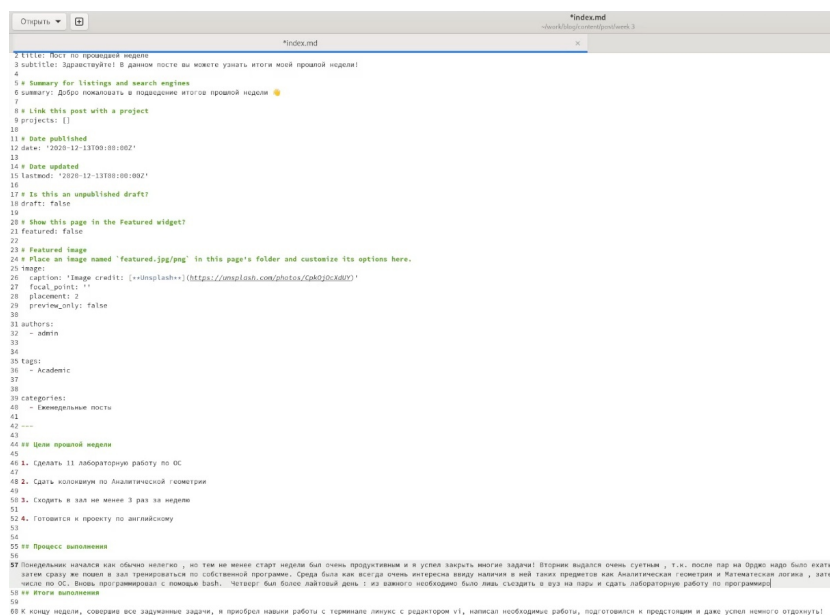 Открыть
*index.md
~/work/blog/content/post/week 3
*index.md
2 title: Пост по прошедшей неделе
3 subtitle: Здравствуйте! В данном посте вы можете узнать итоги моей прошлой недели!
4
5 # Summary for listings and search engines
6 summary: Добро пожаловать в подведение итогов прошлой недели 👋
7
8 # Link this post with a project
9 projects: []
10
11 # Date published
12 date: '2020-12-13T00:00:00Z'
13
14 # Date updated
15 lastmod: '2020-12-13T00:00:00Z'
16
17 # Is this an unpublished draft?
18 draft: false
19
20 # Show this page in the Featured widget?
21 featured: false
22
23 # Featured image
24 # Place an image named `featured.jpg/png` in this page's folder and customize its options here.
25 image:
26 caption: 'Image credit: [**Unsplash**](https://unsplash.com/photos/CpkOjOcXdUY)'
27 focal_point: ''
28 placement: 2
29 preview_only: false
30
31 authors:
32 - admin
33
34
35 tags:
36 - Academic
37
38
39 categories:
40 - Еженедельные посты
41
42 ---
43
44 ## Цели прошлой недели
45
46 1. Сделать 11 лабораторную работу по ОС
47
48 2. Сдать колоквиум по Аналитической геометрии
49
50 3. Сходить в зал не менее 3 раз за неделю
51
52 4. Готовится к проекту по английскому
53
54
55 ## Процесс выполнения
56
57 Понедельник начался как обычно нелегко , но тем не менее старт недели был очень продуктивным и я успел закрыть многие задачи! Вторник выдался очень суетным , т.к. после пар на Орджо надо было ехать
затем сразу же пошел в зал тренироваться по собственной программе. Среда была как всегда очень интересна ввиду наличия в ней таких предметов как Аналитическая геометрия и Математическая логика , зате
числе по ОС. Вновь программировал с помощью bash. Четверг был более лайтовый день : из важного необходимо было лишь съездить в вуз на пары и сдать лабораторную работу по программиро
58 ## Итоги выполнения
59
60 К концу недели, совершив все задуманные задачи, я приобрел навыки работы с терминале линукс с редактором vi, написал необходимые работы, подготовился к предстоящим и даже успел немного отдохнуть!